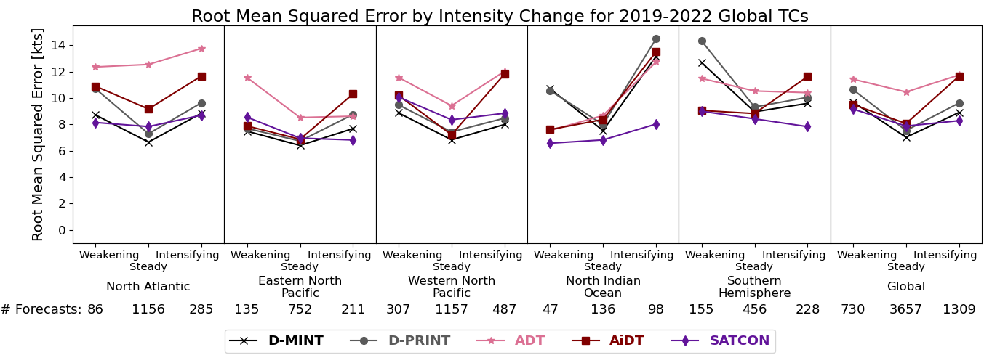 Root Mean Squared Error by Intensity Change for 2019-2022 Global TCs
Root Mean Squared Error [kts]
14
12
10
8
6
4
2
0
Weakening Intensifying Weakening Intensifying Weakening Intensifying Weakening Intensifying Weakening Intensifying Weakening Intensifying
Steady Steady Steady Steady Steady Steady
North Atlantic
Eastern North
Pacific
Western North
Pacific
North Indian
Ocean
Southern
Hemisphere
Global
# Forecasts: 86 1156 285 135 752 211 307 1157 487 47 136 98 155 456 228 730 3657 1309
D-MINT D-PRINT ADT AiDT SATCON